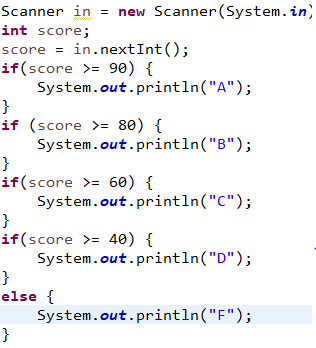 Scanner in = new Scanner(System.in)
int score;
score = in.nextInt();
if(score >= 90) {
    System.out.println("A");
}
if (score >= 80) {
    System.out.println("B");
}
if(score >= 60) {
    System.out.println("C");
}
if(score >= 40) {
    System.out.println("D");
}
else {
    System.out.println("F");
}